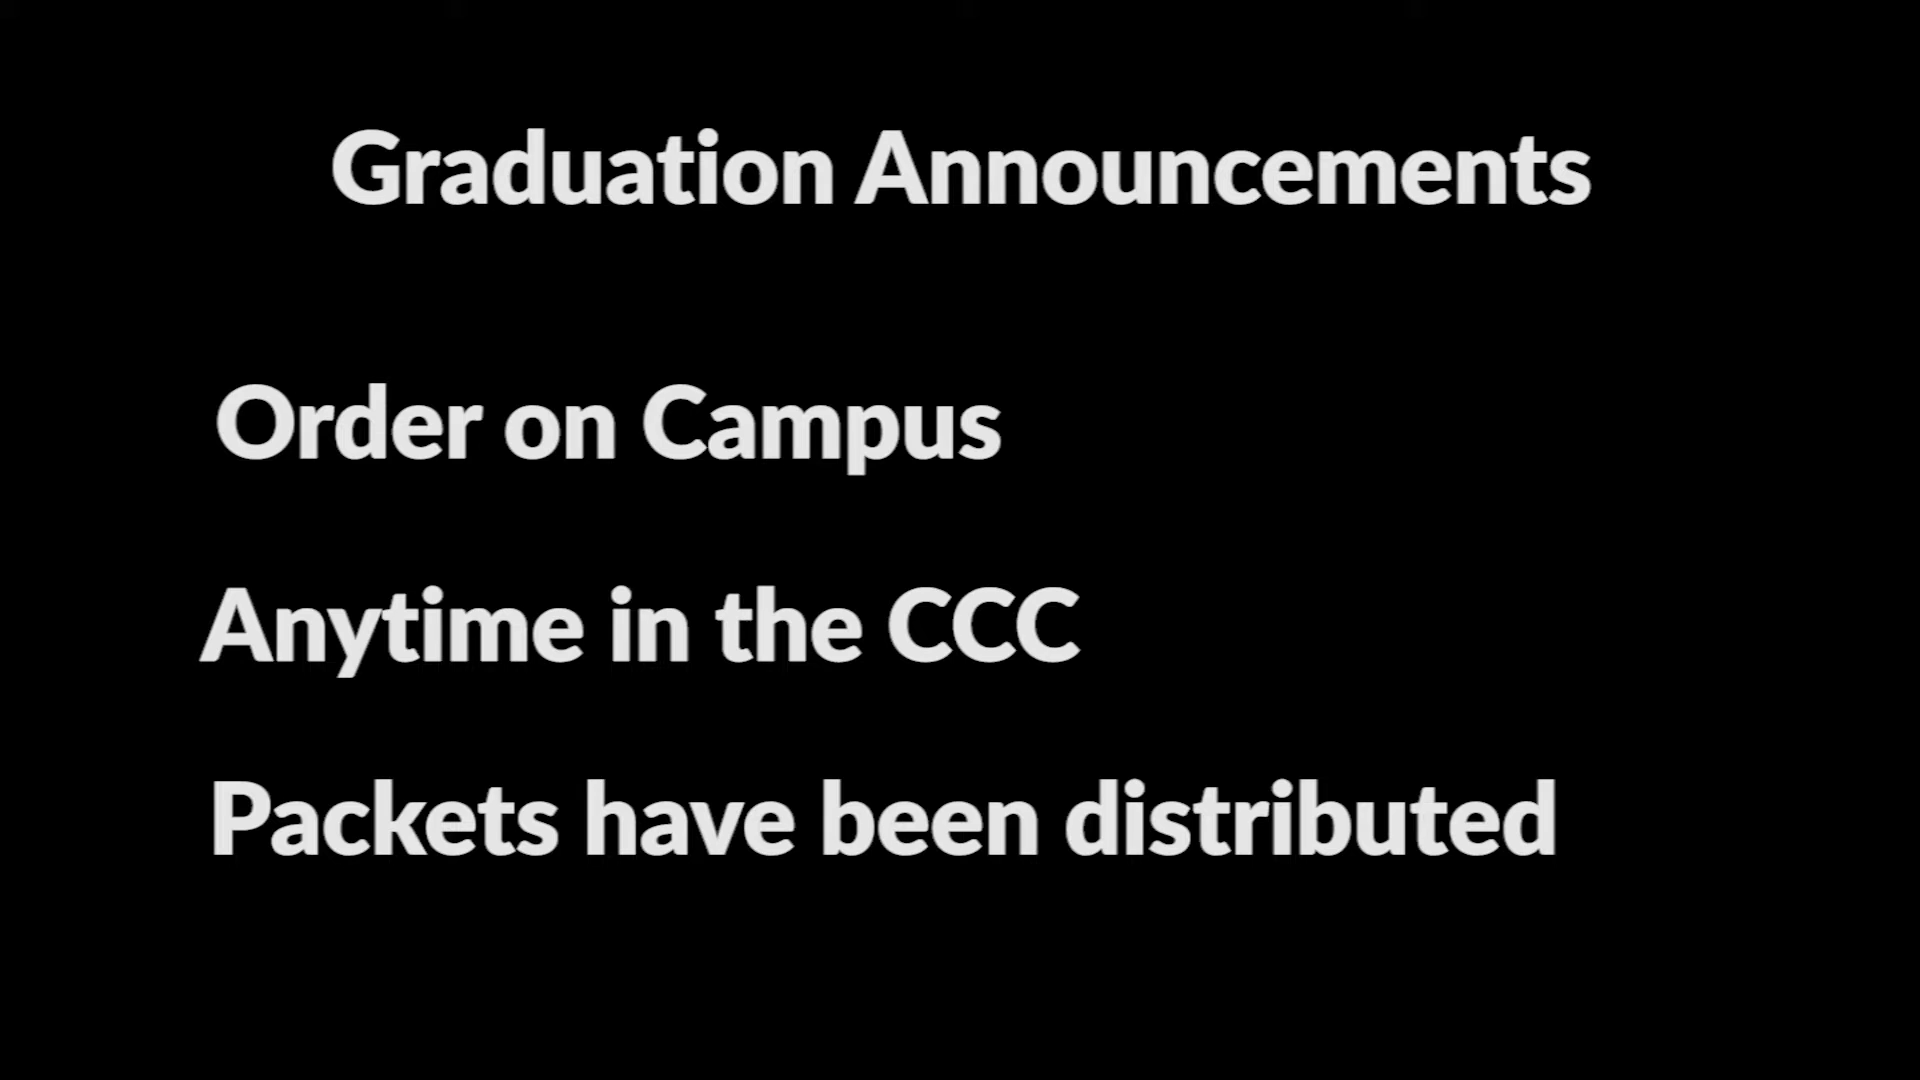 Graduation Announcements
Order on Campus
Anytime in the CCC
Packets have been distributed